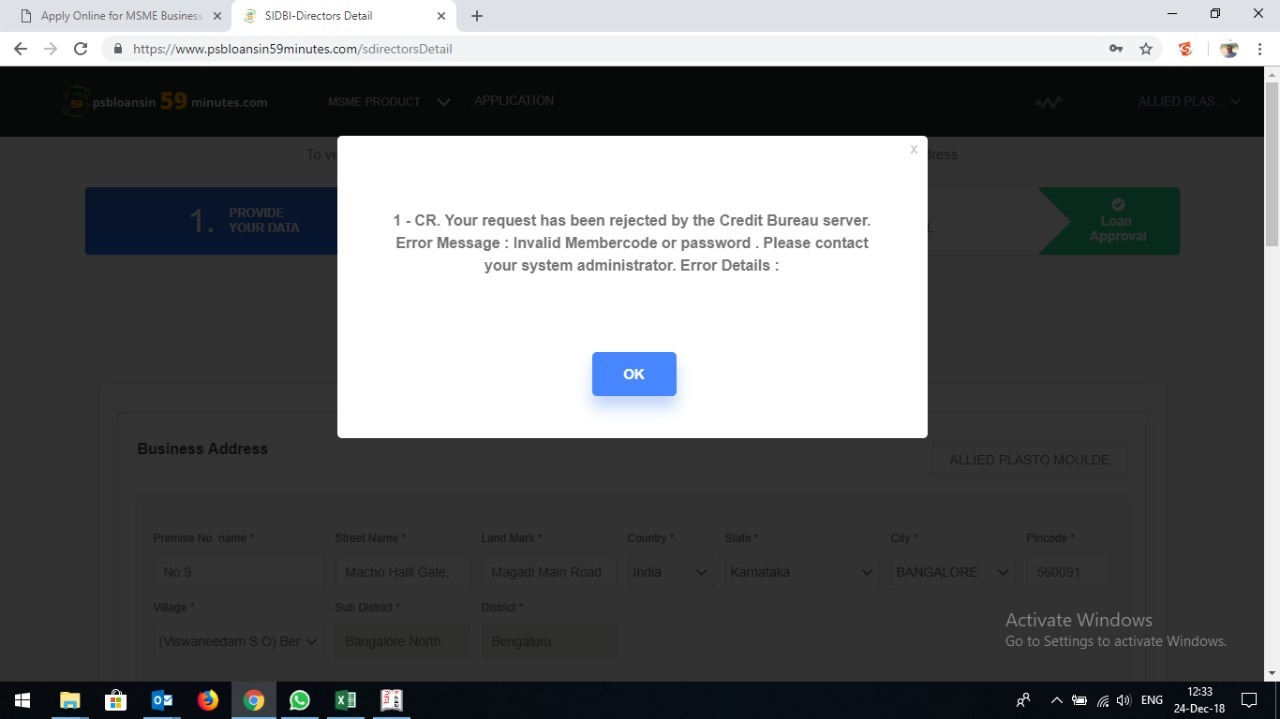 Apply Online for MSME Business
SIDBI-Directors Detail
https://www.psbloansin59minutes.com/sdirectorsDetail
59 psbloansin 59 minutes.com
MSME PRODUCT
APPLICATION
ALLIED PLAS...
To ve
dress
1. PROVIDE
YOUR DATA
L
Loan
Approval
x
1 - CR. Your request has been rejected by the Credit Bureau server.
Error Message : Invalid Membercode or password . Please contact
your system administrator. Error Details :
OK
Business Address
ALLIED PLASTO MOULDE
Premise No. name * Street Name * Land Mark * Country * State * City * Pincode *
No.9 Macho Halli Gate, Magadi Main Road India Karnataka BANGALORE 560091
Village * Sub District * District *
(Viswaneedam S.O) Ber Bangalore North Bengaluru
Activate Windows
Go to Settings to activate Windows.
ENG
12:33
24-Dec-18